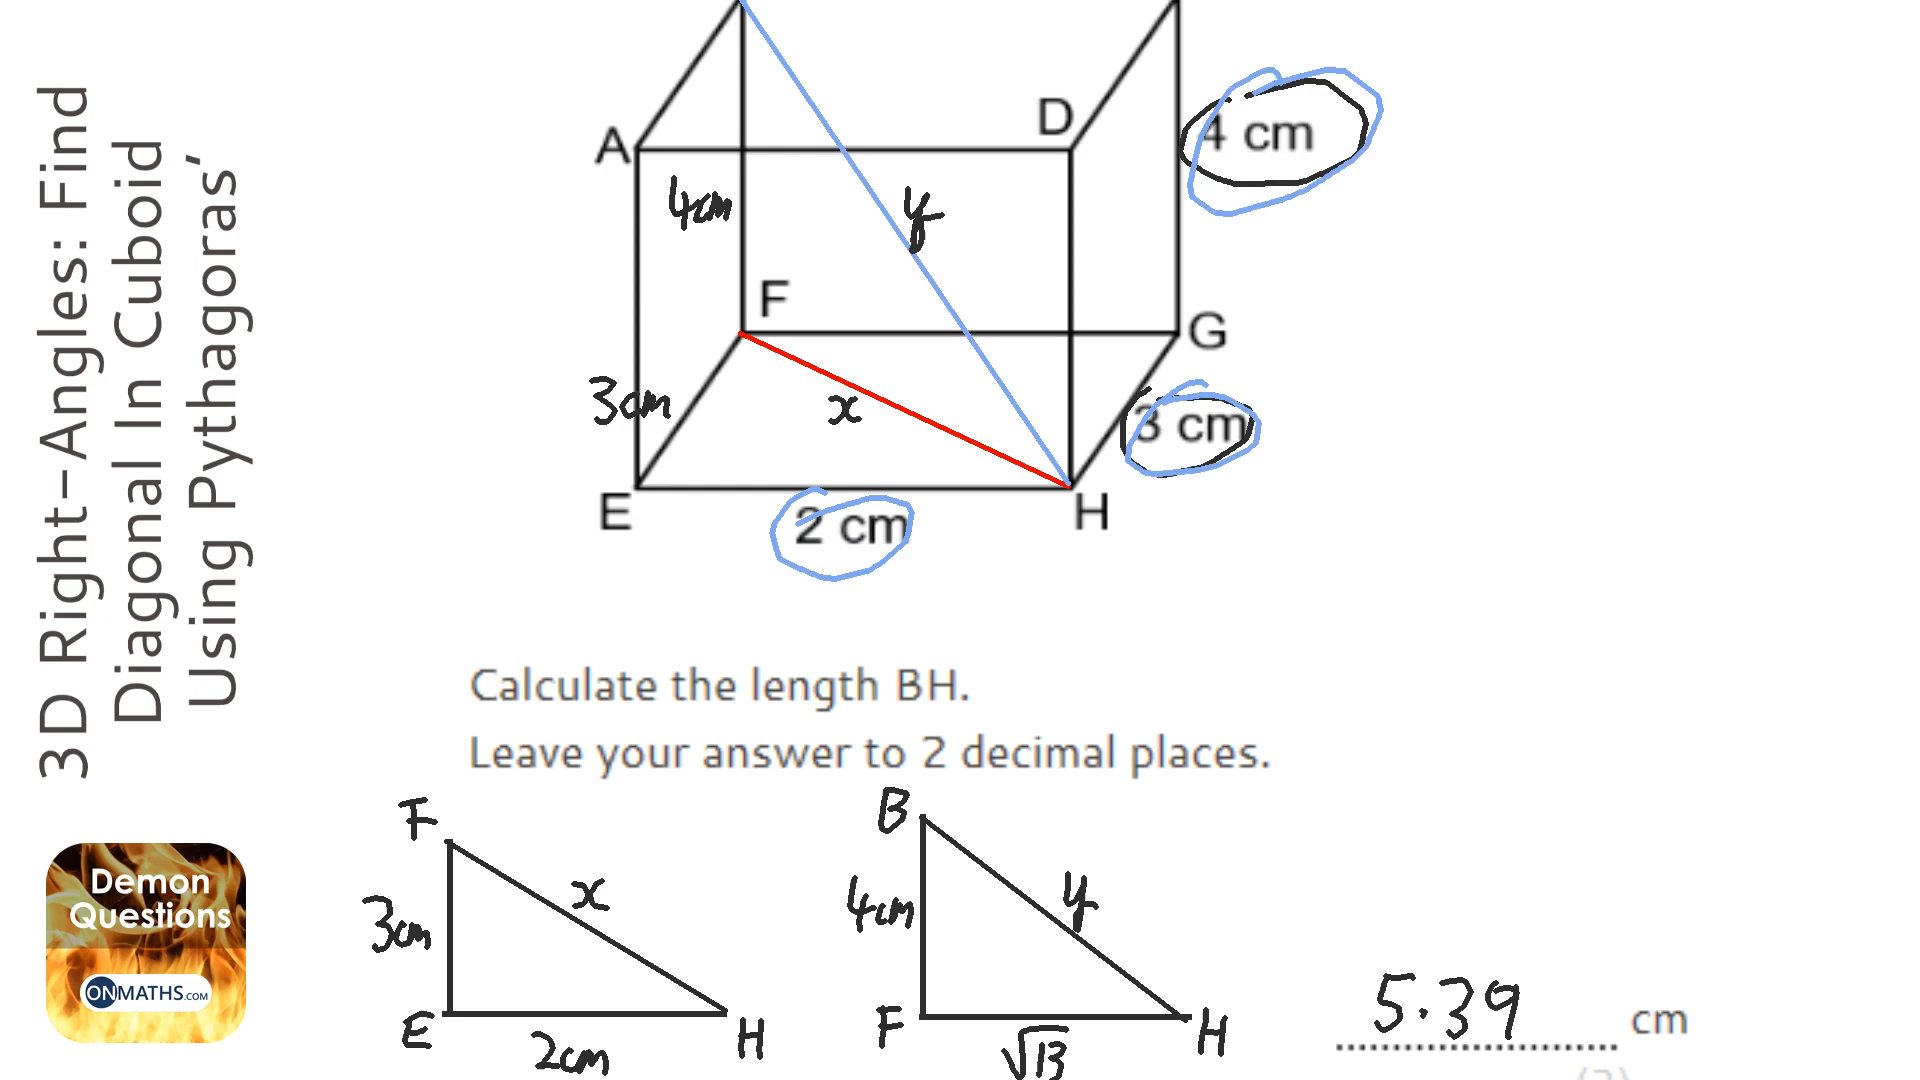 3D Right-Angles: Find
Diagonal In Cuboid
Using Pythagoras'
A
D
4 cm
4cm
y
F
G
3cm
x
3 cm
E
2 cm
H
Calculate the length BH.
Leave your answer to 2 decimal places.
F
x
3cm
E
2cm
H
B
y
4cm
F
√13
H
5.39 cm
Demon
Questions
ONMATHS.COM